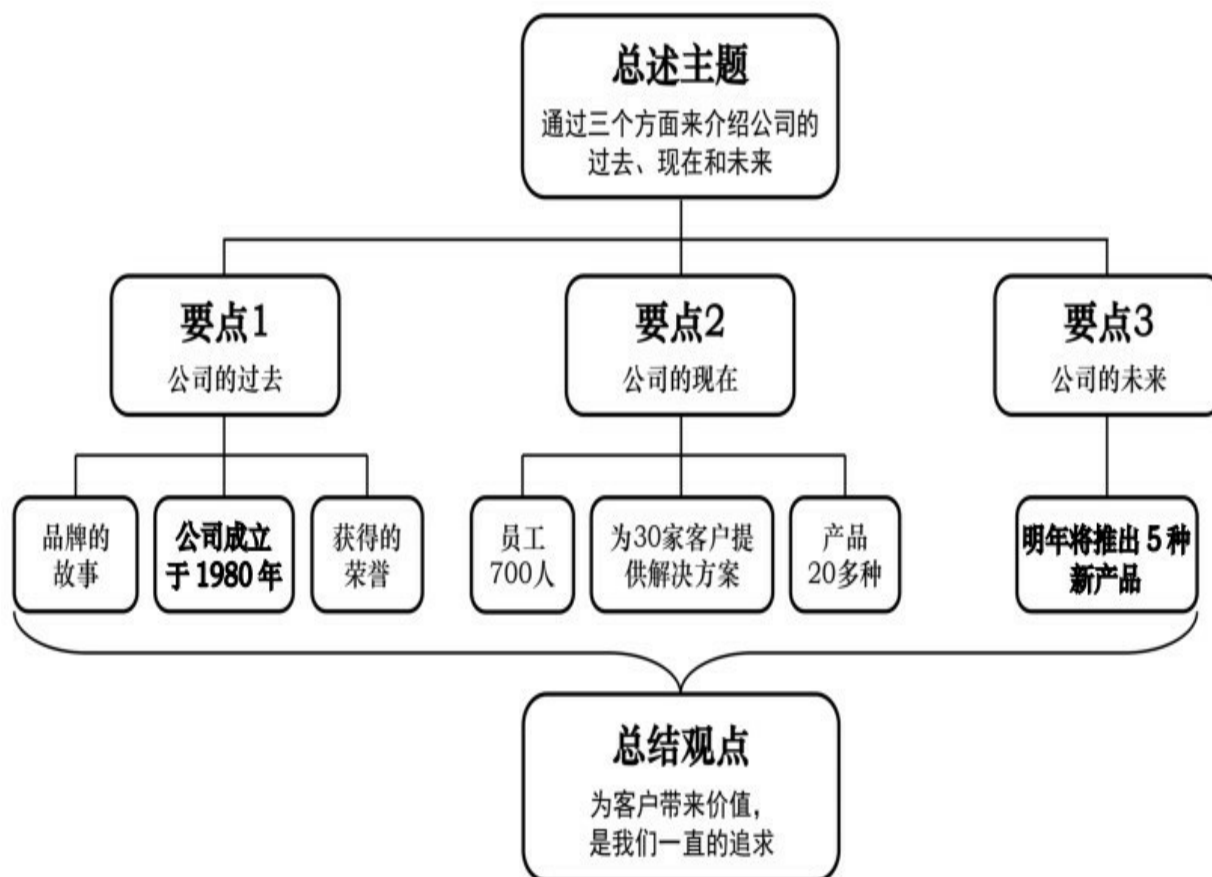 总述主题
通过三个方面来介绍公司的
过去、现在和未来
要点1
公司的过去
要点2
公司的现在
要点3
公司的未来
品牌的
故事
公司成立
于 1980 年
获得的
荣誉
员工
700人
为30家客户提
供解决方案
产品
20多种
明年将推出 5 种
新产品
总结观点
为客户带来价值，
是我们一直的追求